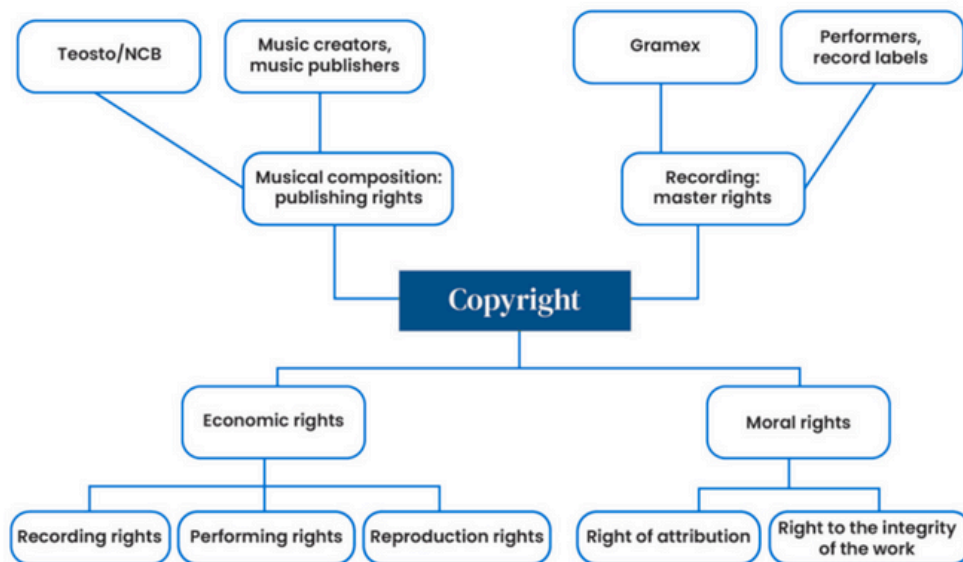 Teosto/NCB
Music creators,
music publishers
Gramex
Performers,
record labels
Musical composition:
publishing rights
Recording:
master rights
Copyright
Economic rights
Moral rights
Recording rights
Performing rights
Reproduction rights
Right of attribution
Right to the integrity
of the work